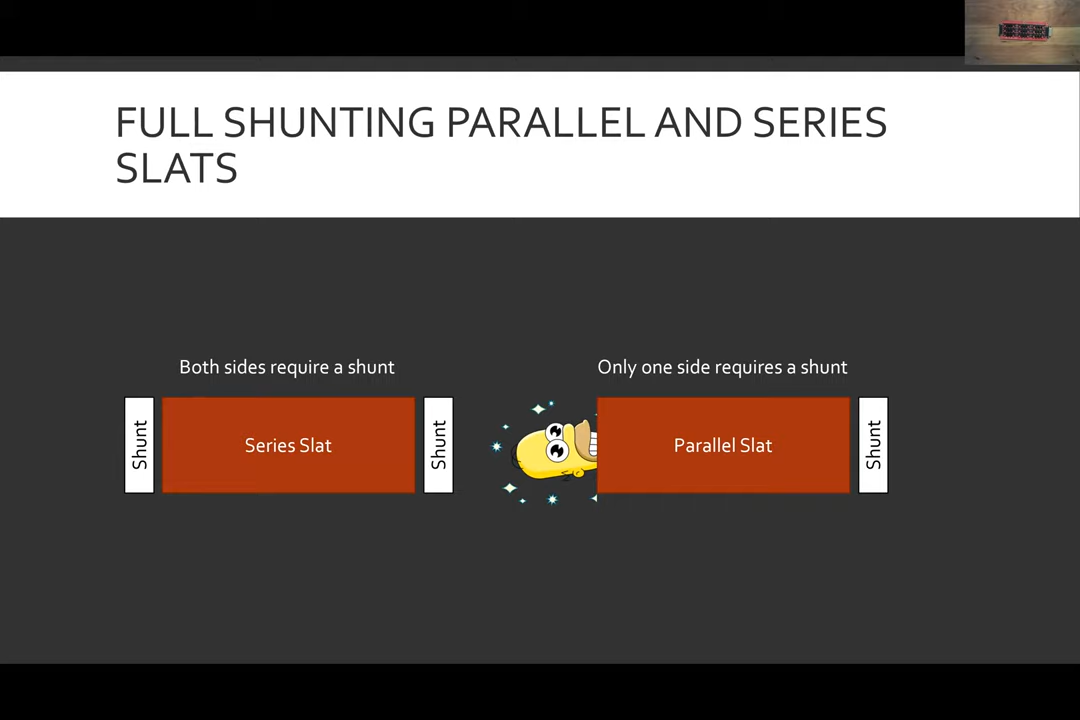 FULL SHUNTING PARALLEL AND SERIES
SLATS
Both sides require a shunt
Only one side requires a shunt
Shunt
Series Slat
Shunt
Parallel Slat
Shunt